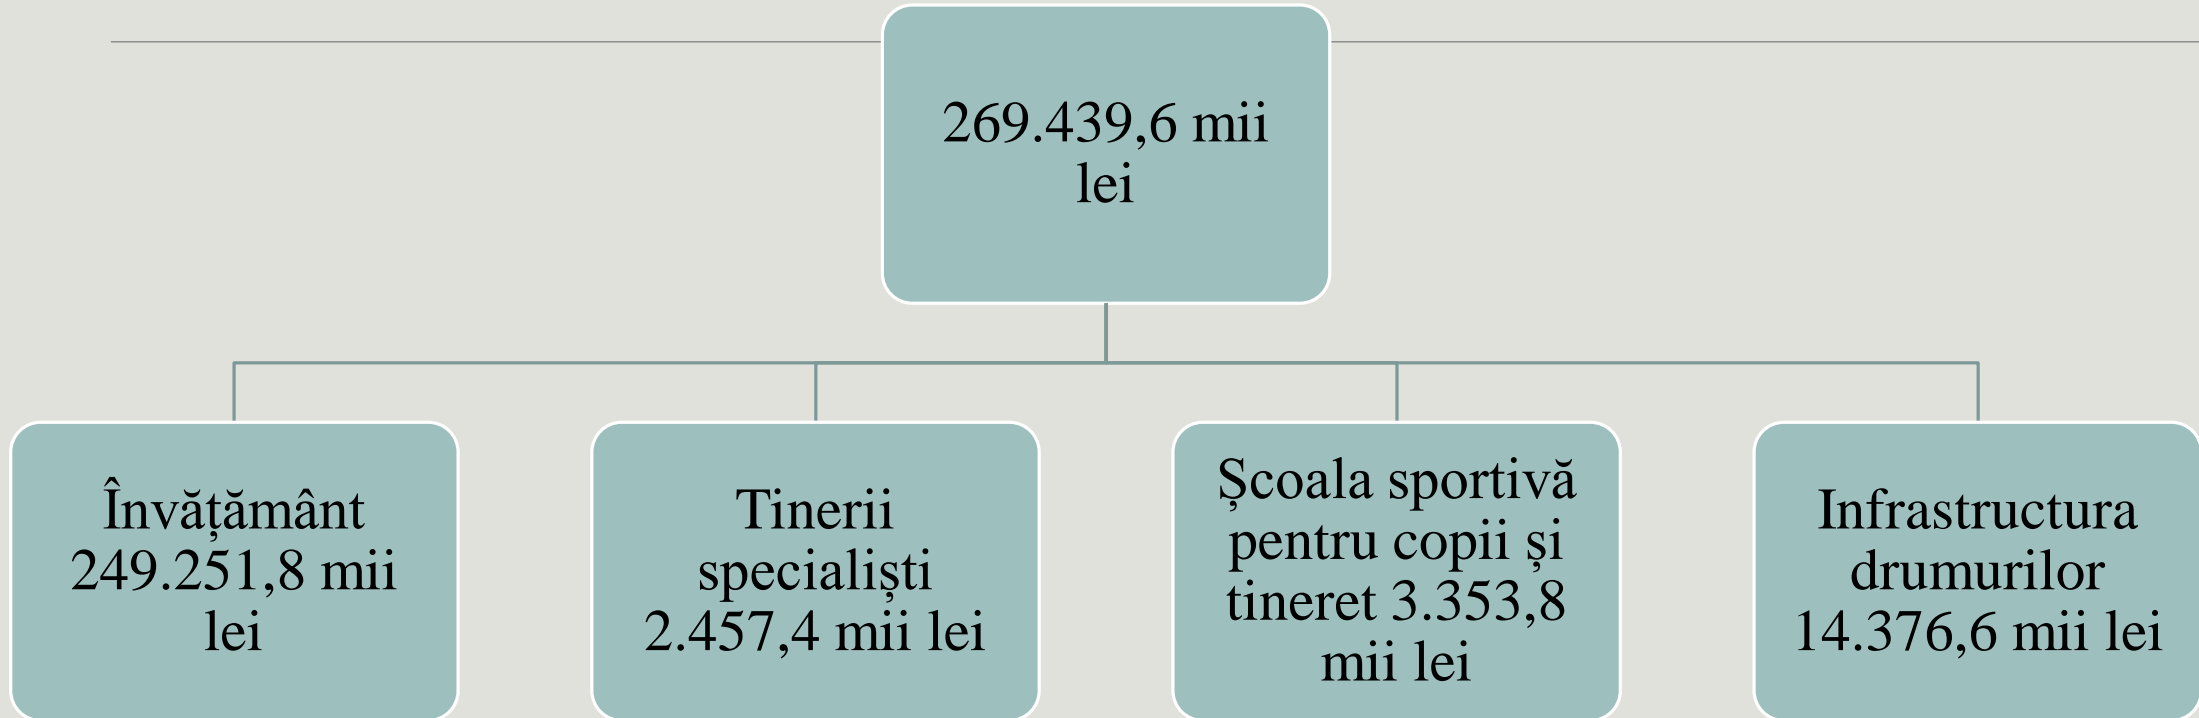 269.439,6 mii
lei
Învățământ
249.251,8 mii
lei
Tinerii
specialiști
2.457,4 mii lei
Școala sportivă
pentru copii și
tineret 3.353,8
mii lei
Infrastructura
drumurilor
14.376,6 mii lei